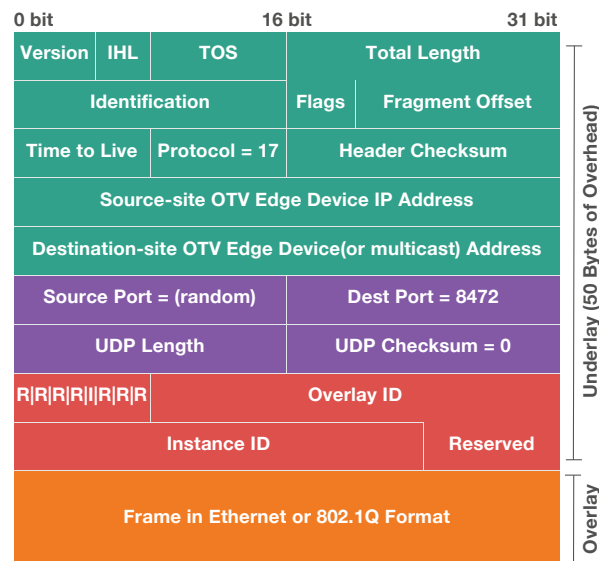 0 bit 16 bit 31 bit
Version IHL TOS Total Length
Identification Flags Fragment Offset
Time to Live Protocol = 17 Header Checksum
Source-site OTV Edge Device IP Address
Destination-site OTV Edge Device(or multicast) Address
Source Port = (random) Dest Port = 8472
UDP Length UDP Checksum = 0
R|R|R|R|I|R|R|R Overlay ID
Instance ID Reserved
Frame in Ethernet or 802.1Q Format
Underlay (50 Bytes of Overhead)
Overlay